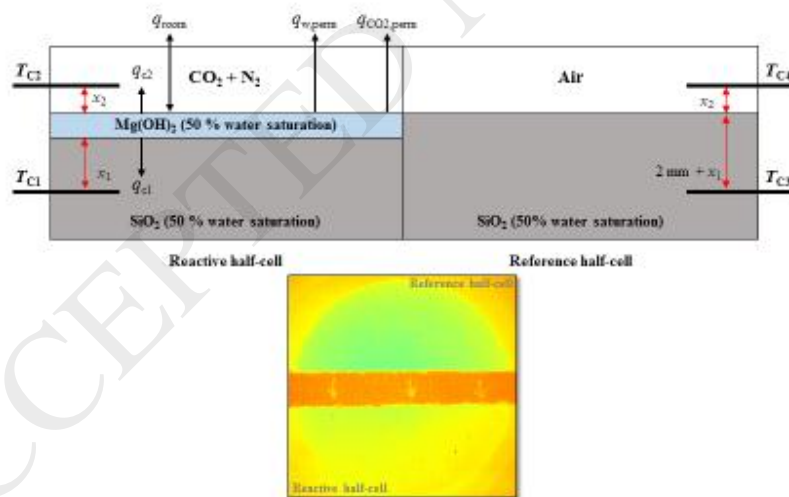 q_room q_w,perm q_CO2,perm
T_C2 q_c2 CO₂ + N₂ Air T_C4
x₂ x₂
Mg(OH)₂ (50 % water saturation)
x₁ 2 mm + x₁
T_C1 q_c1 T_C3
SiO₂ (50 % water saturation) SiO₂ (50% water saturation)
Reactive half-cell Reference half-cell
Reference half-cell
Reactive half-cell
CCEPTED